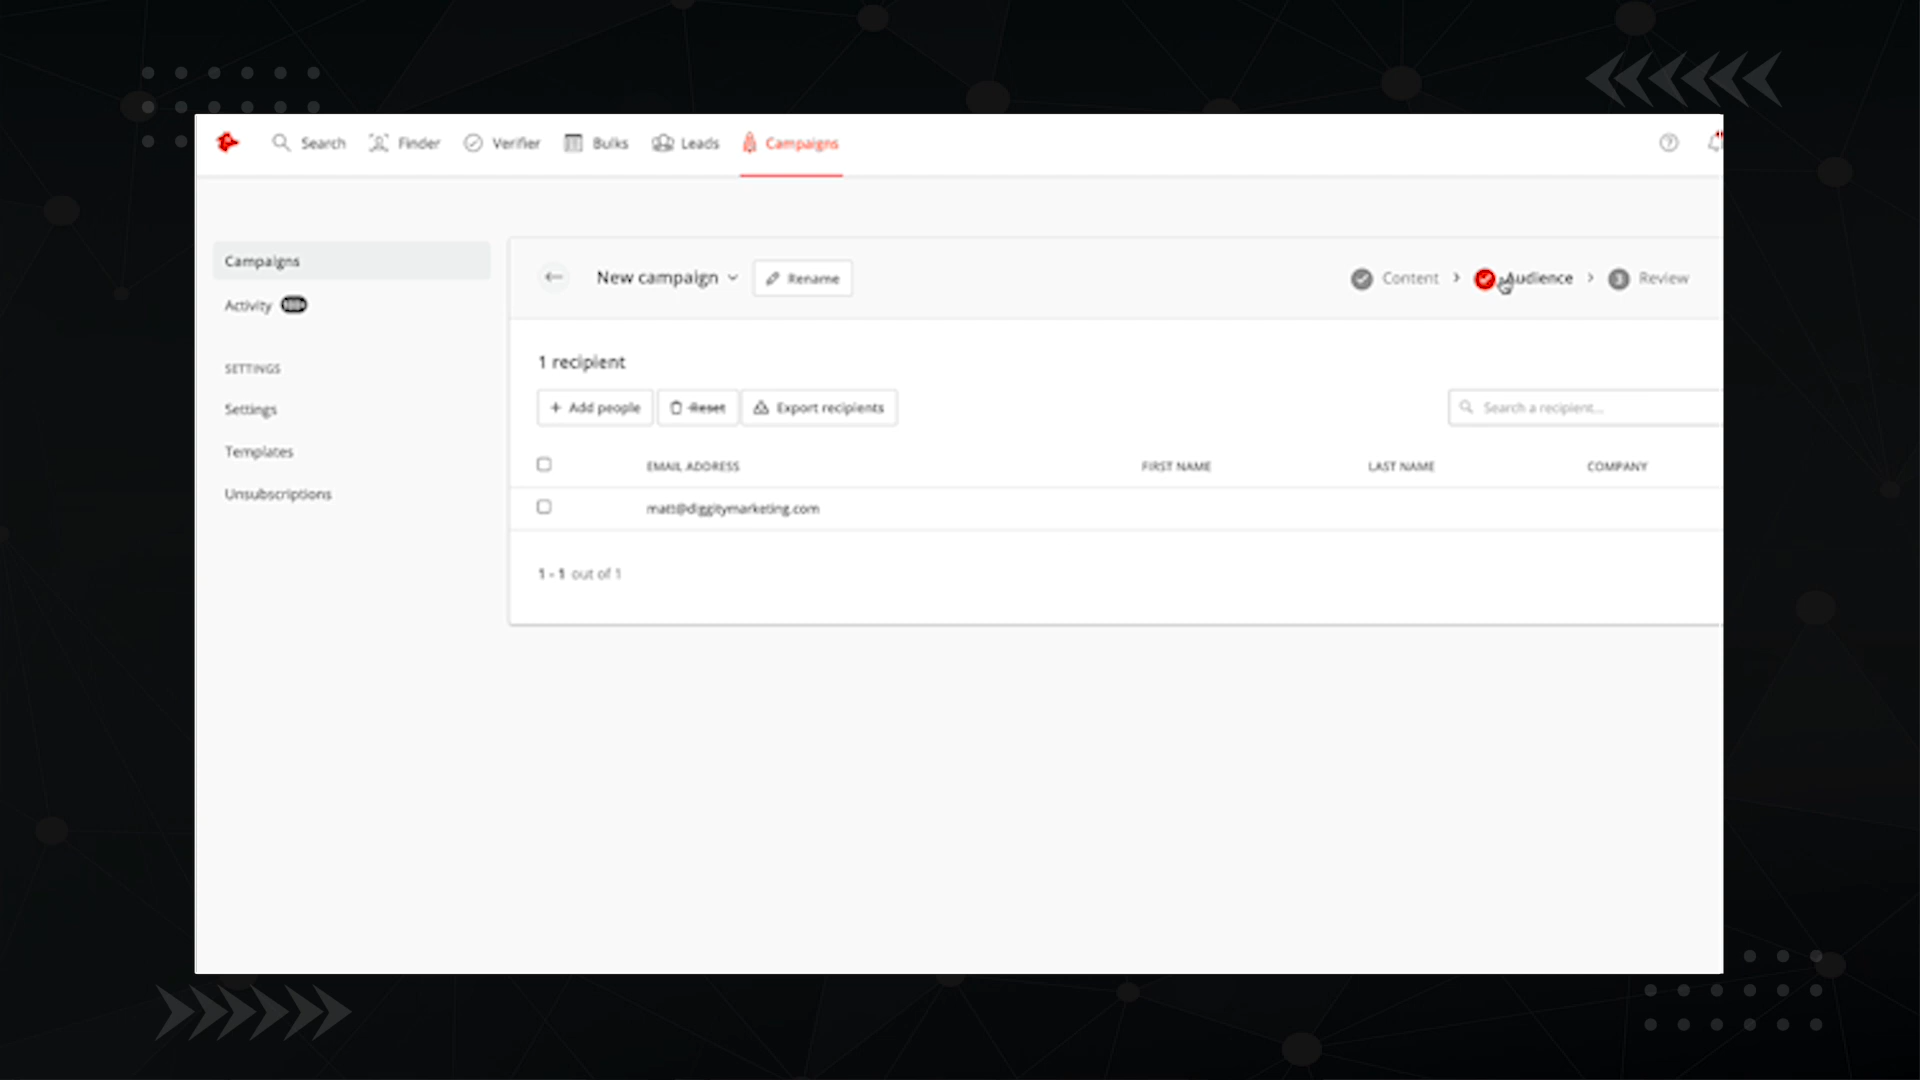 Search Finder Verifier Bulks Leads Campaigns
Campaigns
Activity
SETTINGS
Settings
Templates
Unsubscriptions
New campaign Rename
Content Audience 3 Review
1 recipient
+ Add people Reset Export recipients
Search a recipient...
EMAIL ADDRESS FIRST NAME LAST NAME COMPANY
matt@diggitymarketing.com
1 - 1 out of 1